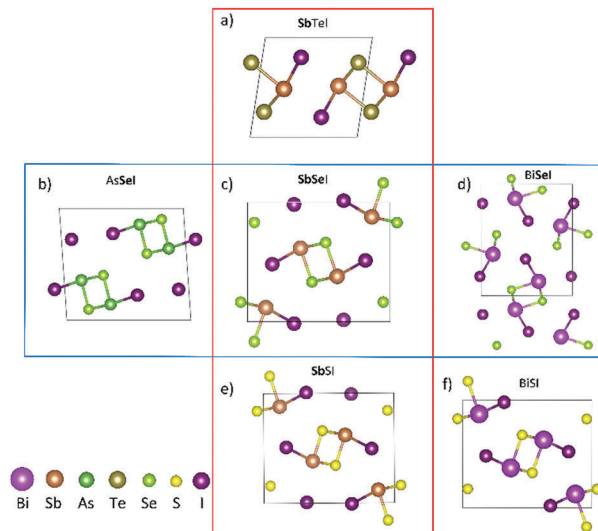 a)
SbTeI
b)
AsSeI
c)
SbSeI
d)
BiSeI
e)
SbSI
f)
BiSI
Bi Sb As Te Se S I